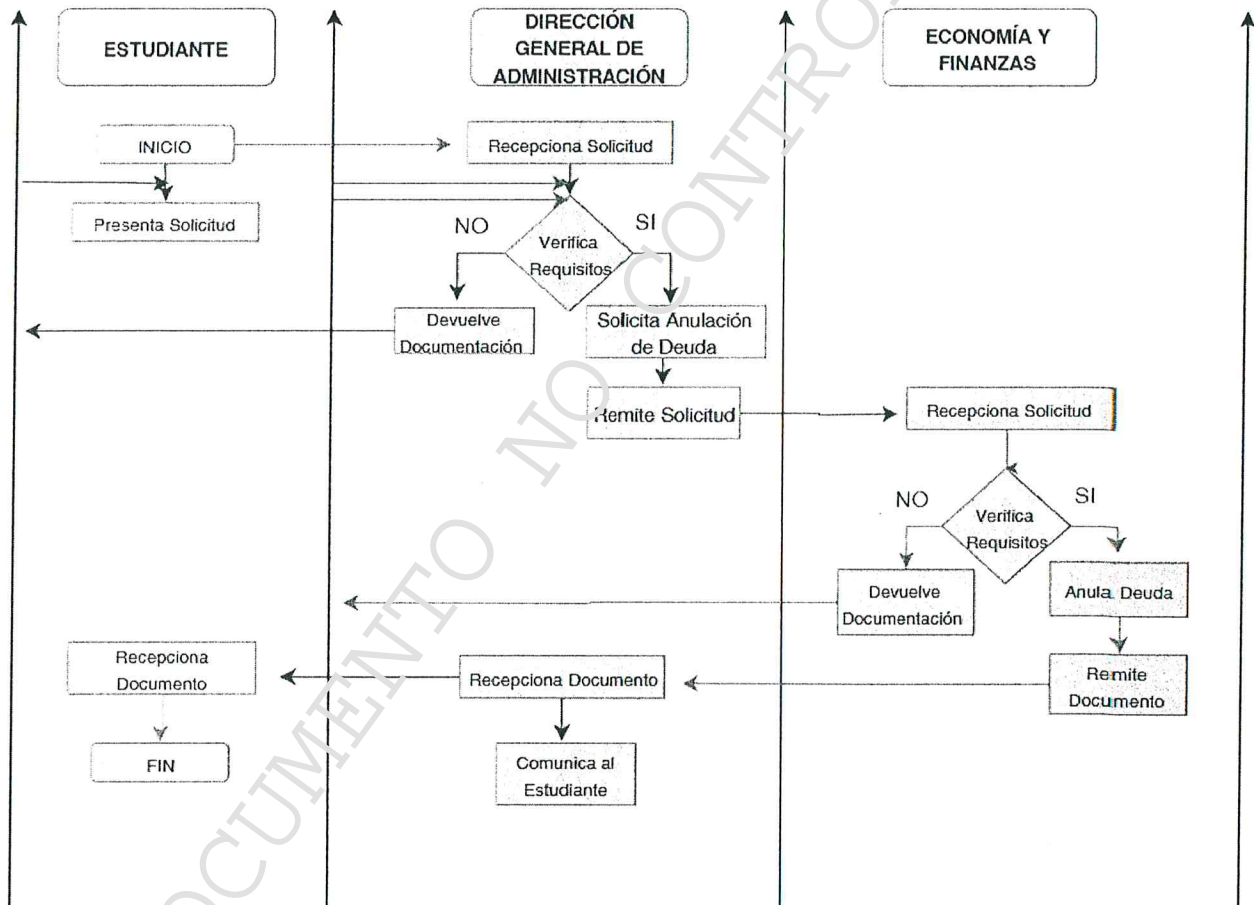 ESTUDIANTE
DIRECCIÓN
GENERAL DE
ADMINISTRACIÓN
ECONOMÍA Y
FINANZAS
INICIO
Recepciona Solicitud
Presenta Solicitud
NO
SI
Verifica
Requisitos
Devuelve
Documentación
Solicita Anulación
de Deuda
Remite Solicitud
Recepciona Solicitud
NO
SI
Verifica
Requisitos
Devuelve
Documentación
Anula Deuda
Recepciona
Documento
Recepciona Documento
Remite
Documento
FIN
Comunica al
Estudiante
OCUMENTO NO CONTRO